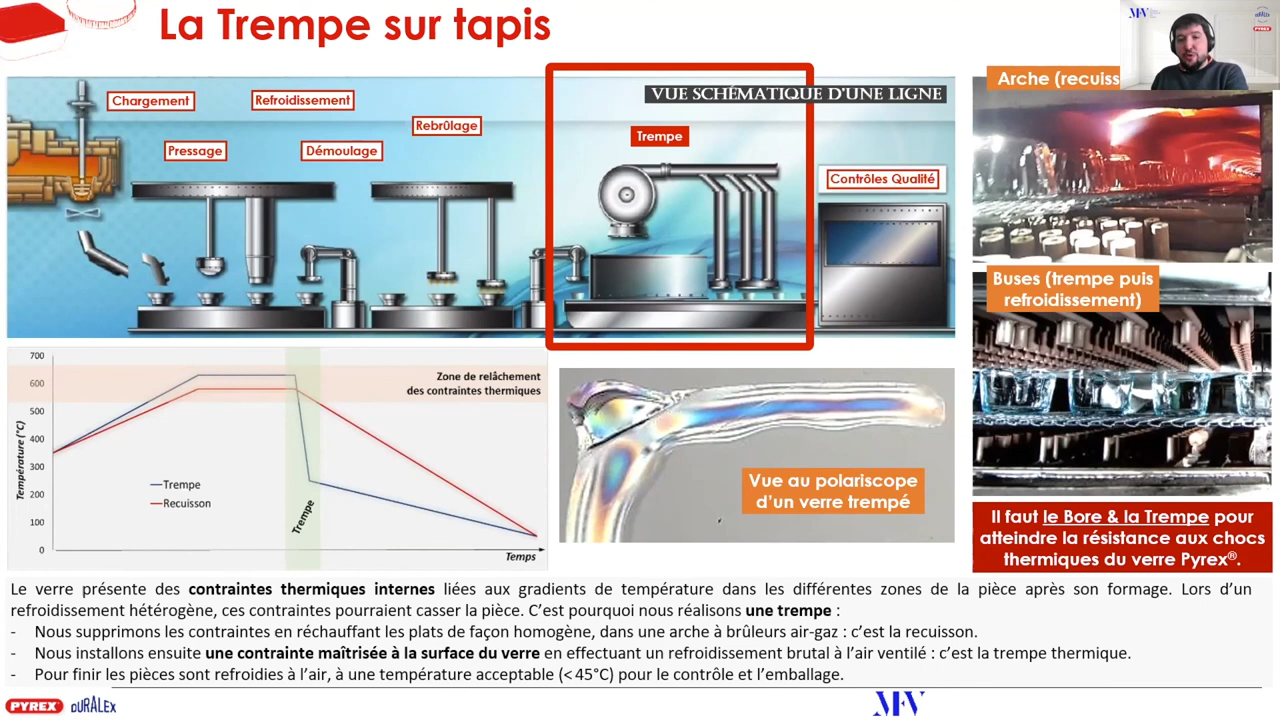 La Trempe sur tapis
MFV
DURALEX
PYREX
VUE SCHÉMATIQUE D'UNE LIGNE
Chargement
Refroidissement
Rebrûlage
Pressage
Démoulage
Trempe
Contrôles Qualité
Arche (recuiss
Buses (trempe puis
refroidissement)
700
600
500
400
300
200
100
0
Température (°C)
Zone de relâchement
des contraintes thermiques
Trempe
Recuisson
Trempe
Temps
Vue au polariscope
d'un verre trempé
Il faut le Bore & la Trempe pour
atteindre la résistance aux chocs
thermiques du verre Pyrex®.
Le verre présente des contraintes thermiques internes liées aux gradients de température dans les différentes zones de la pièce après son formage. Lors d'un
refroidissement hétérogène, ces contraintes pourraient casser la pièce. C'est pourquoi nous réalisons une trempe :
- Nous supprimons les contraintes en réchauffant les plats de façon homogène, dans une arche à brûleurs air-gaz : c'est la recuisson.
- Nous installons ensuite une contrainte maîtrisée à la surface du verre en effectuant un refroidissement brutal à l'air ventilé : c'est la trempe thermique.
- Pour finir les pièces sont refroidies à l'air, à une température acceptable (< 45°C) pour le contrôle et l'emballage.
PYREX DURALEX
MFV